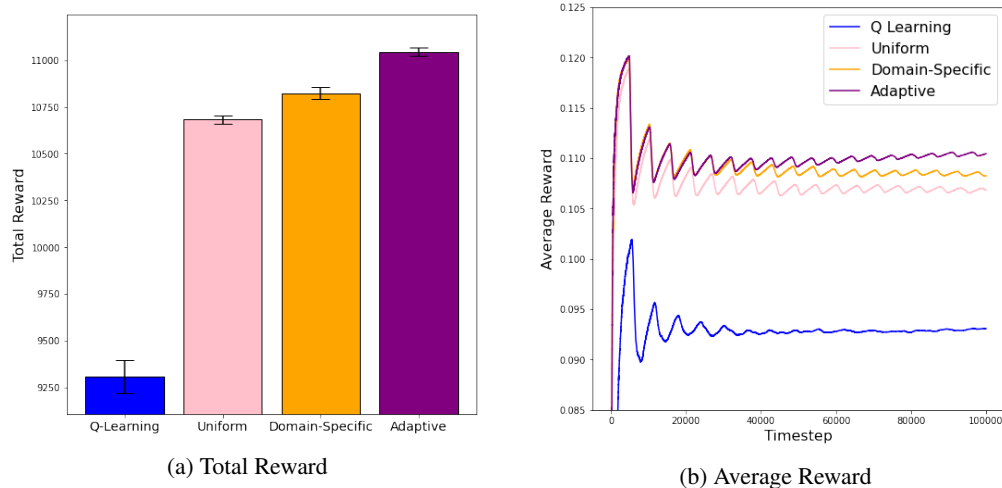 Total Reward
11000
10750
10500
10250
10000
9750
9500
9250
Q-Learning Uniform Domain-Specific Adaptive
(a) Total Reward
Average Reward
0.125
0.120
0.115
0.110
0.105
0.100
0.095
0.090
0.085
Q Learning
Uniform
Domain-Specific
Adaptive
0 20000 40000 60000 80000 100000
Timestep
(b) Average Reward